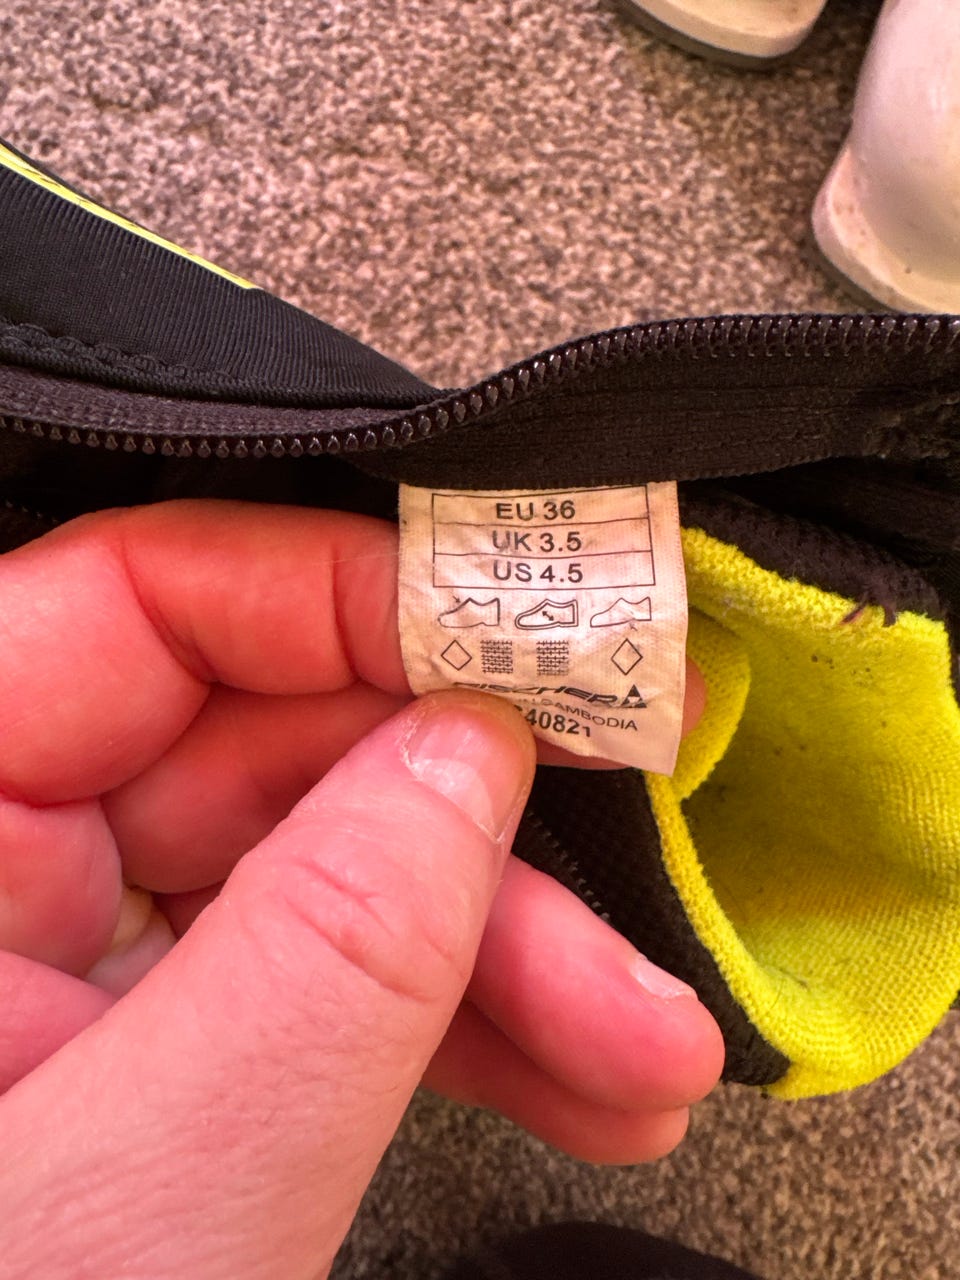 EU 36
UK 3.5
US 4.5
FISCHER
CAMBODIA
40821